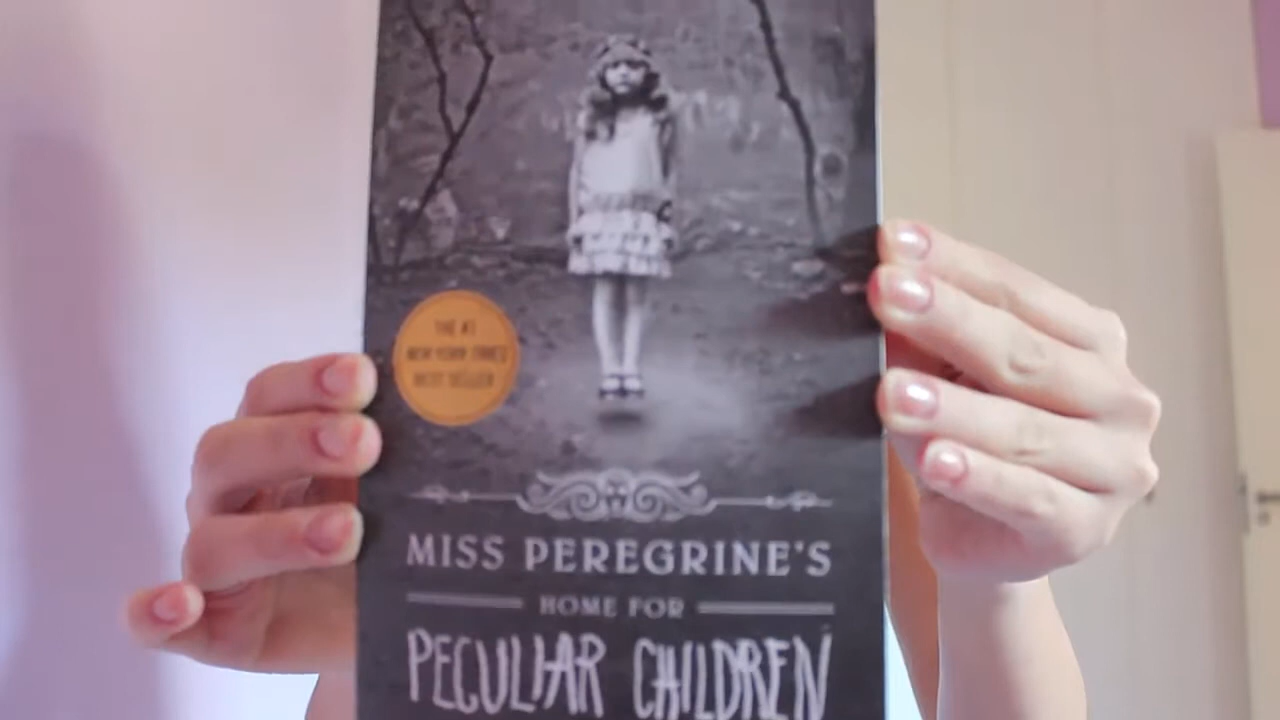 THE #1
NEW YORK TIMES
BEST SELLER
MISS PEREGRINE'S
HOME FOR
PECULIAR CHILDREN